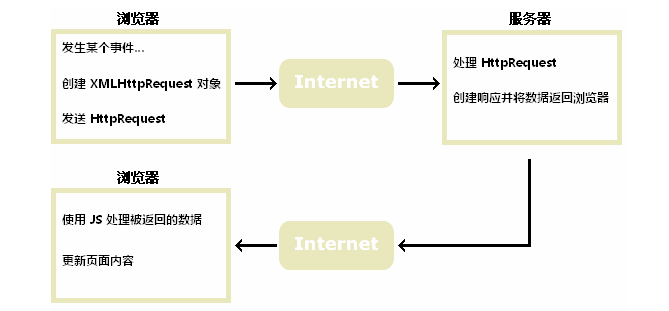 浏览器
发生某个事件...
创建 XMLHttpRequest 对象
发送 HttpRequest
Internet
服务器
处理 HttpRequest
创建响应并将数据返回浏览器
浏览器
使用 JS 处理被返回的数据
更新页面内容
Internet